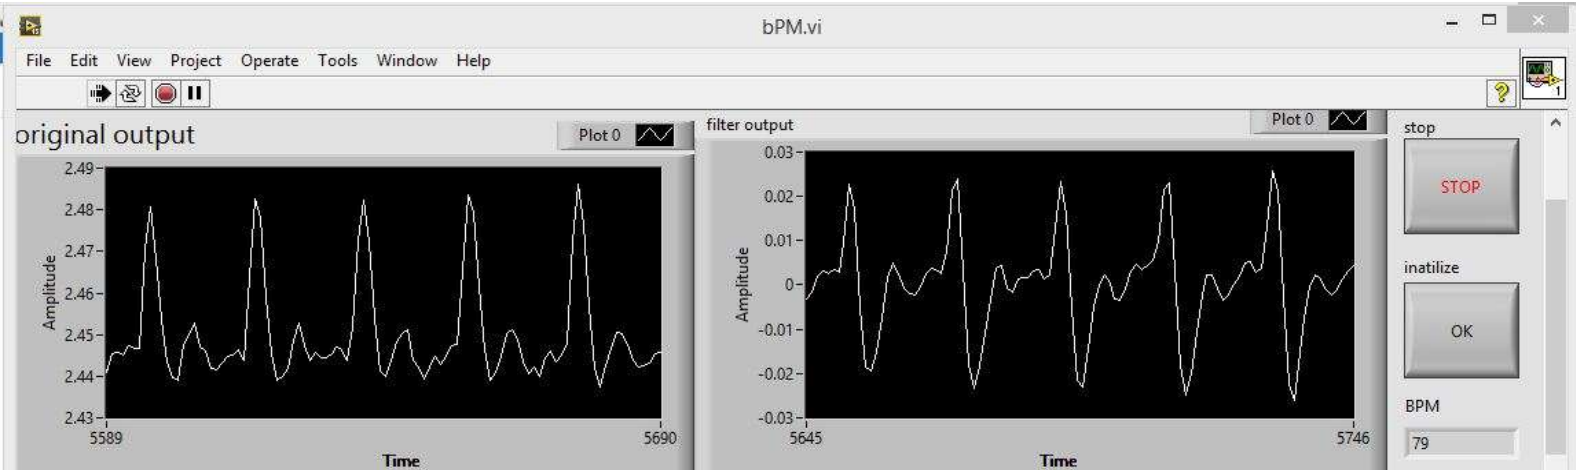 bPM.vi
File Edit View Project Operate Tools Window Help
original output
Plot 0
2.49
2.48
2.47
2.46
2.45
2.44
2.43
Amplitude
5589
5690
Time
filter output
Plot 0
0.03
0.02
0.01
0
-0.01
-0.02
-0.03
Amplitude
5645
5746
Time
stop
STOP
inatilize
OK
BPM
79
1